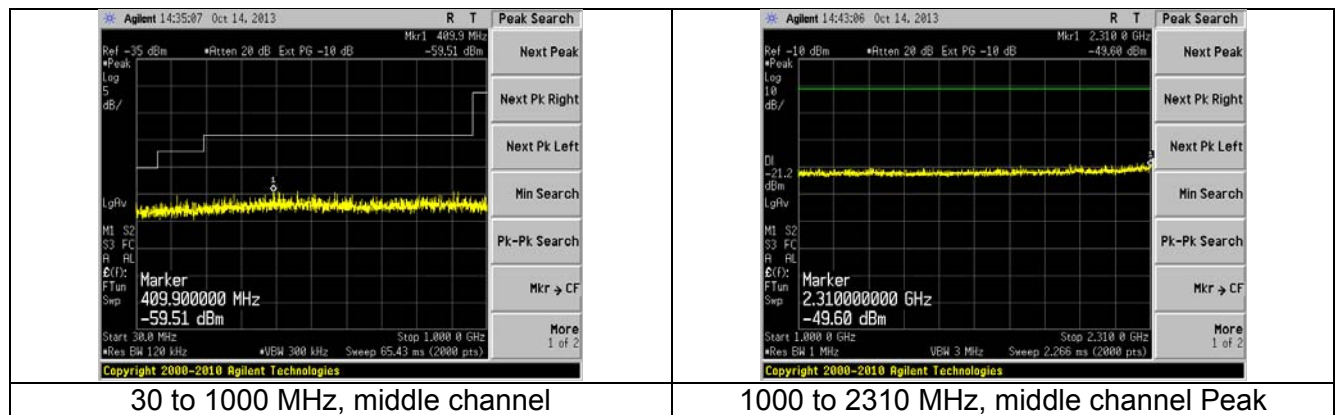 Agilent 14:35:07 Oct 14, 2013 R T Peak Search
Mkr1 409.9 MHz
Ref -35 dBm *Atten 20 dB Ext PG -10 dB -59.51 dBm
*Peak
Log
5
dB/
LgAv
M1 S2
S3 FC
A AL
£(f):
FTun
Swp
Marker
409.900000 MHz
-59.51 dBm
1
Start 30.0 MHz Stop 1.000 0 GHz
*Res BW 120 kHz *VBW 300 kHz Sweep 65.43 ms (2000 pts)
Copyright 2000-2010 Agilent Technologies
Next Peak
Next Pk Right
Next Pk Left
Min Search
Pk-Pk Search
Mkr → CF
More
1 of 2
30 to 1000 MHz, middle channel
Agilent 14:43:06 Oct 14, 2013 R T Peak Search
Mkr1 2.310 0 GHz
Ref -10 dBm *Atten 20 dB Ext PG -10 dB -49.60 dBm
*Peak
Log
10
dB/
DI
-21.2
dBm
LgAv
M1 S2
S3 FC
A AL
£(f):
FTun
Swp
Marker
2.310000000 GHz
-49.60 dBm
Start 1.000 0 GHz Stop 2.310 0 GHz
*Res BW 1 MHz VBW 3 MHz Sweep 2.266 ms (2000 pts)
Copyright 2000-2010 Agilent Technologies
Next Peak
Next Pk Right
Next Pk Left
Min Search
Pk-Pk Search
Mkr → CF
More
1 of 2
1000 to 2310 MHz, middle channel Peak